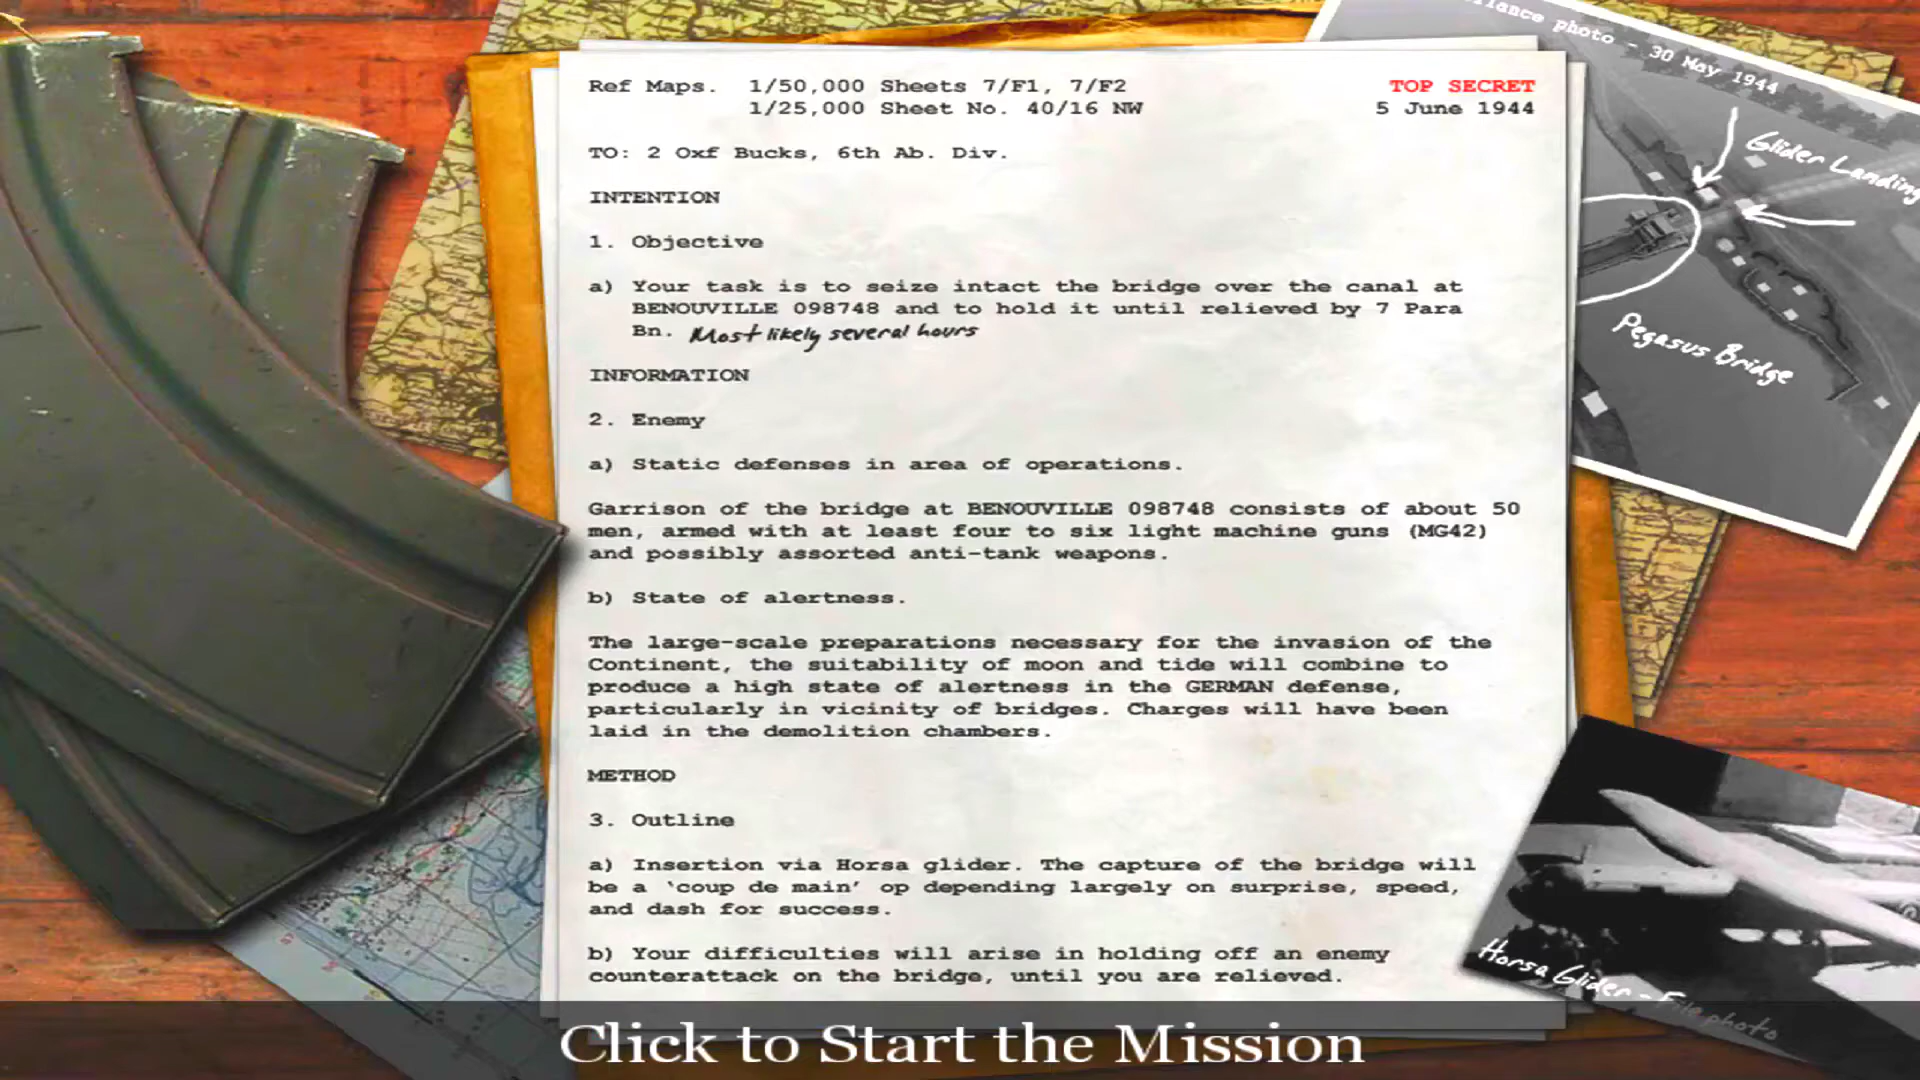 Ref Maps. 1/50,000 Sheets 7/F1, 7/F2
1/25,000 Sheet No. 40/16 NW
TOP SECRET
5 June 1944
TO: 2 Oxf Bucks, 6th Ab. Div.
INTENTION
1. Objective
a) Your task is to seize intact the bridge over the canal at
BENOUVILLE 098748 and to hold it until relieved by 7 Para
Bn. Most likely several hours
INFORMATION
2. Enemy
a) Static defenses in area of operations.
Garrison of the bridge at BENOUVILLE 098748 consists of about 50
men, armed with at least four to six light machine guns (MG42)
and possibly assorted anti-tank weapons.
b) State of alertness.
The large-scale preparations necessary for the invasion of the
Continent, the suitability of moon and tide will combine to
produce a high state of alertness in the GERMAN defense,
particularly in vicinity of bridges. Charges will have been
laid in the demolition chambers.
METHOD
3. Outline
a) Insertion via Horsa glider. The capture of the bridge will
be a 'coup de main' op depending largely on surprise, speed,
and dash for success.
b) Your difficulties will arise in holding off an enemy
counterattack on the bridge, until you are relieved.
photo - 30 May 1944
Glider Landing
Pegasus Bridge
Horsa Glider - File photo
Click to Start the Mission